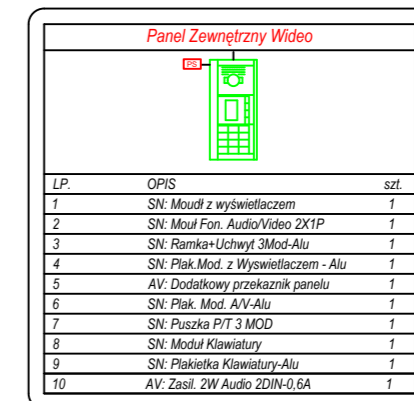 Panel Zewnętrzny Wideo
PS
LP. OPIS szt.
1 SN: Moudł z wyświetlaczem 1
2 SN: Mouł Fon. Audio/Video 2X1P 1
3 SN: Ramka+Uchwyt 3Mod-Alu 1
4 SN: Plak.Mod. z Wyswietlaczem - Alu 1
5 AV: Dodatkowy przekaznik panelu 1
6 SN: Plak. Mod. A/V-Alu 1
7 SN: Puszka P/T 3 MOD 1
8 SN: Moduł Klawiatury 1
9 SN: Plakietka Klawiatury-Alu 1
10 AV: Zasil. 2W Audio 2DIN-0,6A 1